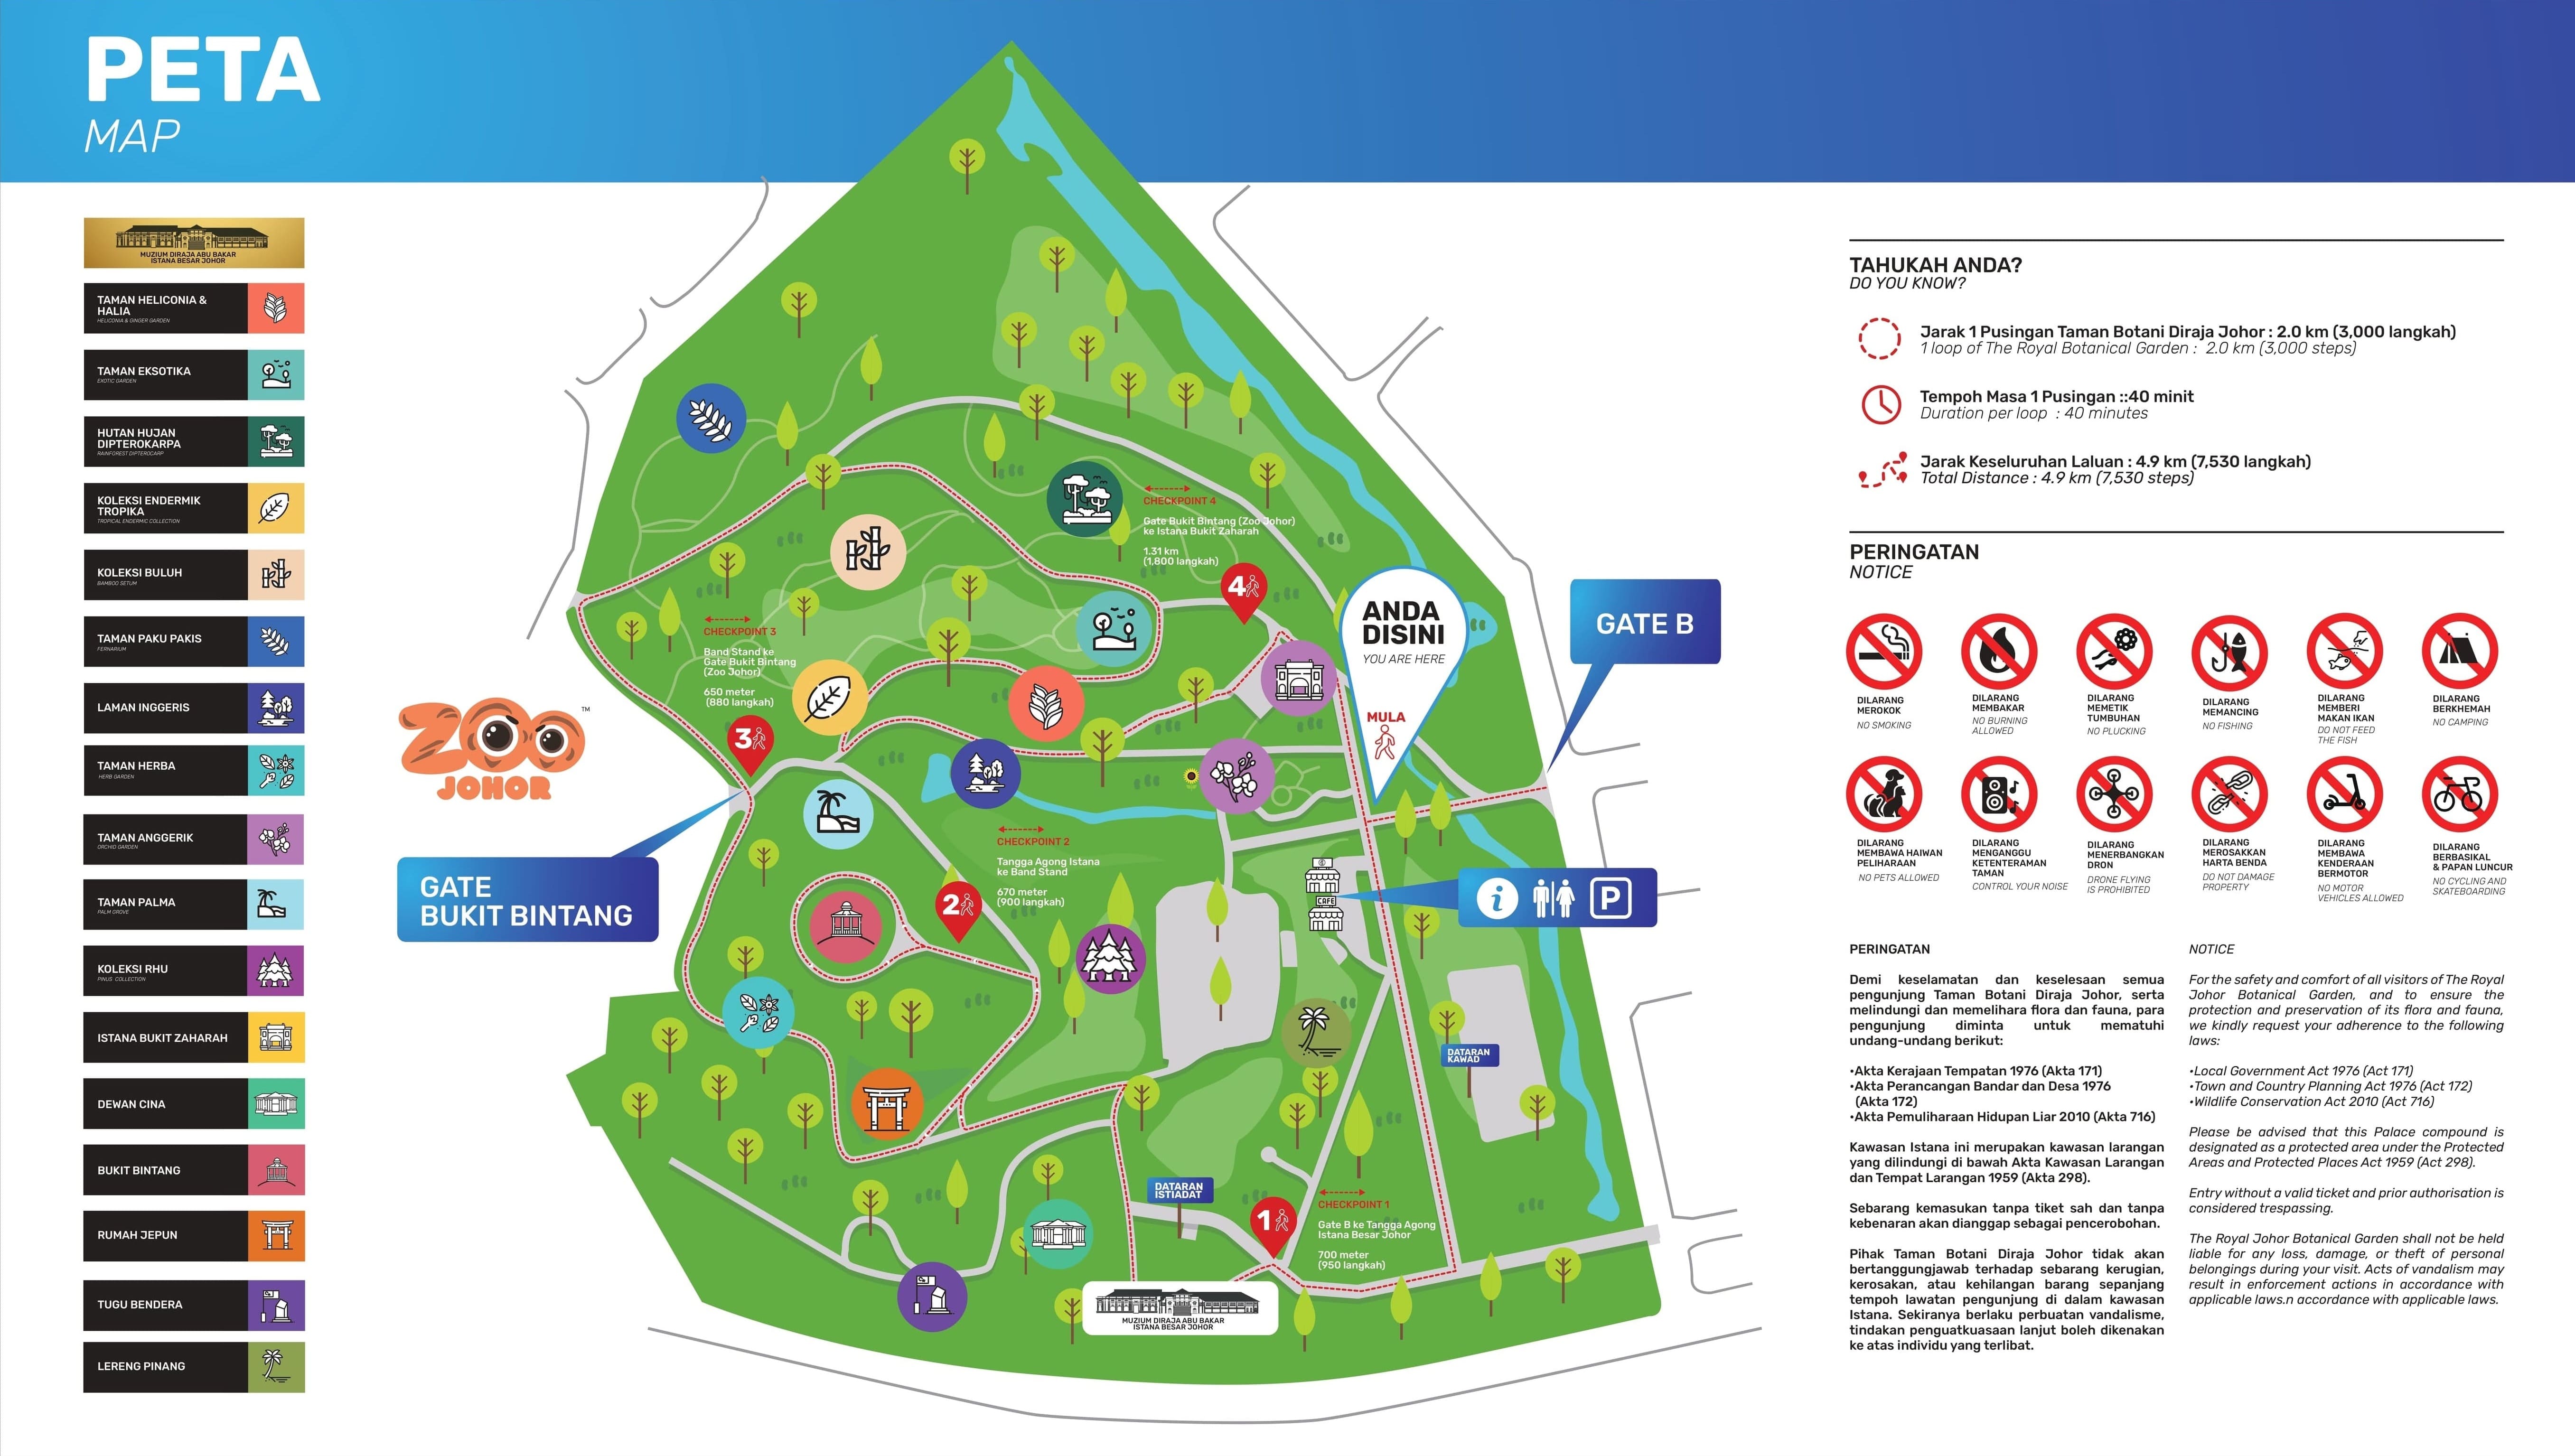 PETA
MAP
MUZIUM DIRAJA ABU BAKAR
ISTANA BESAR JOHOR
TAMAN HELICONIA &
HALIA
HELICONIA & GINGER GARDEN
TAMAN EKSOTIKA
EXOTIC GARDEN
HUTAN HUJAN
DIPTEROKARPA
RAINFOREST DIPTEROCARP
KOLEKSI ENDERMIK
TROPIKA
TROPICAL ENDERMIC COLLECTION
KOLEKSI BULUH
BAMBOO SETUM
TAMAN PAKU PAKIS
FERNARIUM
LAMAN INGGERIS
TAMAN HERBA
HERB GARDEN
TAMAN ANGGERIK
ORCHID GARDEN
TAMAN PALMA
PALM GROVE
KOLEKSI RHU
PINUS COLLECTION
ISTANA BUKIT ZAHARAH
DEWAN CINA
BUKIT BINTANG
RUMAH JEPUN
TUGU BENDERA
LERENG PINANG
CHECKPOINT 4
Gate Bukit Bintang (Zoo Johor)
ke Istana Bukit Zaharah
1.31 km
(1,800 langkah)
4
ANDA
DISINI
YOU ARE HERE
MULA
GATE B
CHECKPOINT 3
Band Stand ke
Gate Bukit Bintang
(Zoo Johor)
650 meter
(880 langkah)
3
ZOO
TM
JOHOR
GATE
BUKIT BINTANG
CHECKPOINT 2
Tangga Agong Istana
ke Band Stand
670 meter
(900 langkah)
2
CAFE
i
P
DATARAN
KAWAD
DATARAN
ISTIADAT
CHECKPOINT 1
Gate B ke Tangga Agong
Istana Besar Johor
700 meter
(950 langkah)
1
MUZIUM DIRAJA ABU BAKAR
ISTANA BESAR JOHOR
TAHUKAH ANDA?
DO YOU KNOW?
Jarak 1 Pusingan Taman Botani Diraja Johor : 2.0 km (3,000 langkah)
1 loop of The Royal Botanical Garden : 2.0 km (3,000 steps)
Tempoh Masa 1 Pusingan ::40 minit
Duration per loop : 40 minutes
Jarak Keseluruhan Laluan : 4.9 km (7,530 langkah)
Total Distance : 4.9 km (7,530 steps)
PERINGATAN
NOTICE
DILARANG
MEROKOK
NO SMOKING
DILARANG
MEMBAKAR
NO BURNING
ALLOWED
DILARANG
MEMETIK
TUMBUHAN
NO PLUCKING
DILARANG
MEMANCING
NO FISHING
DILARANG
MEMBERI
MAKAN IKAN
DO NOT FEED
THE FISH
DILARANG
BERKHEMAH
NO CAMPING
DILARANG
MEMBAWA HAIWAN
PELIHARAAN
NO PETS ALLOWED
DILARANG
MENGANGGU
KETENTERAMAN
TAMAN
CONTROL YOUR NOISE
DILARANG
MENERBANGKAN
DRON
DRONE FLYING
IS PROHIBITED
DILARANG
MEROSAKKAN
HARTA BENDA
DO NOT DAMAGE
PROPERTY
DILARANG
MEMBAWA
KENDERAAN
BERMOTOR
NO MOTOR
VEHICLES ALLOWED
DILARANG
BERBASIKAL
& PAPAN LUNCUR
NO CYCLING AND
SKATEBOARDING
PERINGATAN
Demi keselamatan dan keselesaan semua
pengunjung Taman Botani Diraja Johor, serta
melindungi dan memelihara flora dan fauna, para
pengunjung diminta untuk mematuhi
undang-undang berikut:
•Akta Kerajaan Tempatan 1976 (Akta 171)
•Akta Perancangan Bandar dan Desa 1976
(Akta 172)
•Akta Pemuliharaan Hidupan Liar 2010 (Akta 716)
Kawasan Istana ini merupakan kawasan larangan
yang dilindungi di bawah Akta Kawasan Larangan
dan Tempat Larangan 1959 (Akta 298).
Sebarang kemasukan tanpa tiket sah dan tanpa
kebenaran akan dianggap sebagai pencerobohan.
Pihak Taman Botani Diraja Johor tidak akan
bertanggungjawab terhadap sebarang kerugian,
kerosakan, atau kehilangan barang sepanjang
tempoh lawatan pengunjung di dalam kawasan
Istana. Sekiranya berlaku perbuatan vandalisme,
tindakan penguatkuasaan lanjut boleh dikenakan
ke atas individu yang terlibat.
NOTICE
For the safety and comfort of all visitors of The Royal
Johor Botanical Garden, and to ensure the
protection and preservation of its flora and fauna,
we kindly request your adherence to the following
laws:
•Local Government Act 1976 (Act 171)
•Town and Country Planning Act 1976 (Act 172)
•Wildlife Conservation Act 2010 (Act 716)
Please be advised that this Palace compound is
designated as a protected area under the Protected
Areas and Protected Places Act 1959 (Act 298).
Entry without a valid ticket and prior authorisation is
considered trespassing.
The Royal Johor Botanical Garden shall not be held
liable for any loss, damage, or theft of personal
belongings during your visit. Acts of vandalism may
result in enforcement actions in accordance with
applicable laws.n accordance with applicable laws.